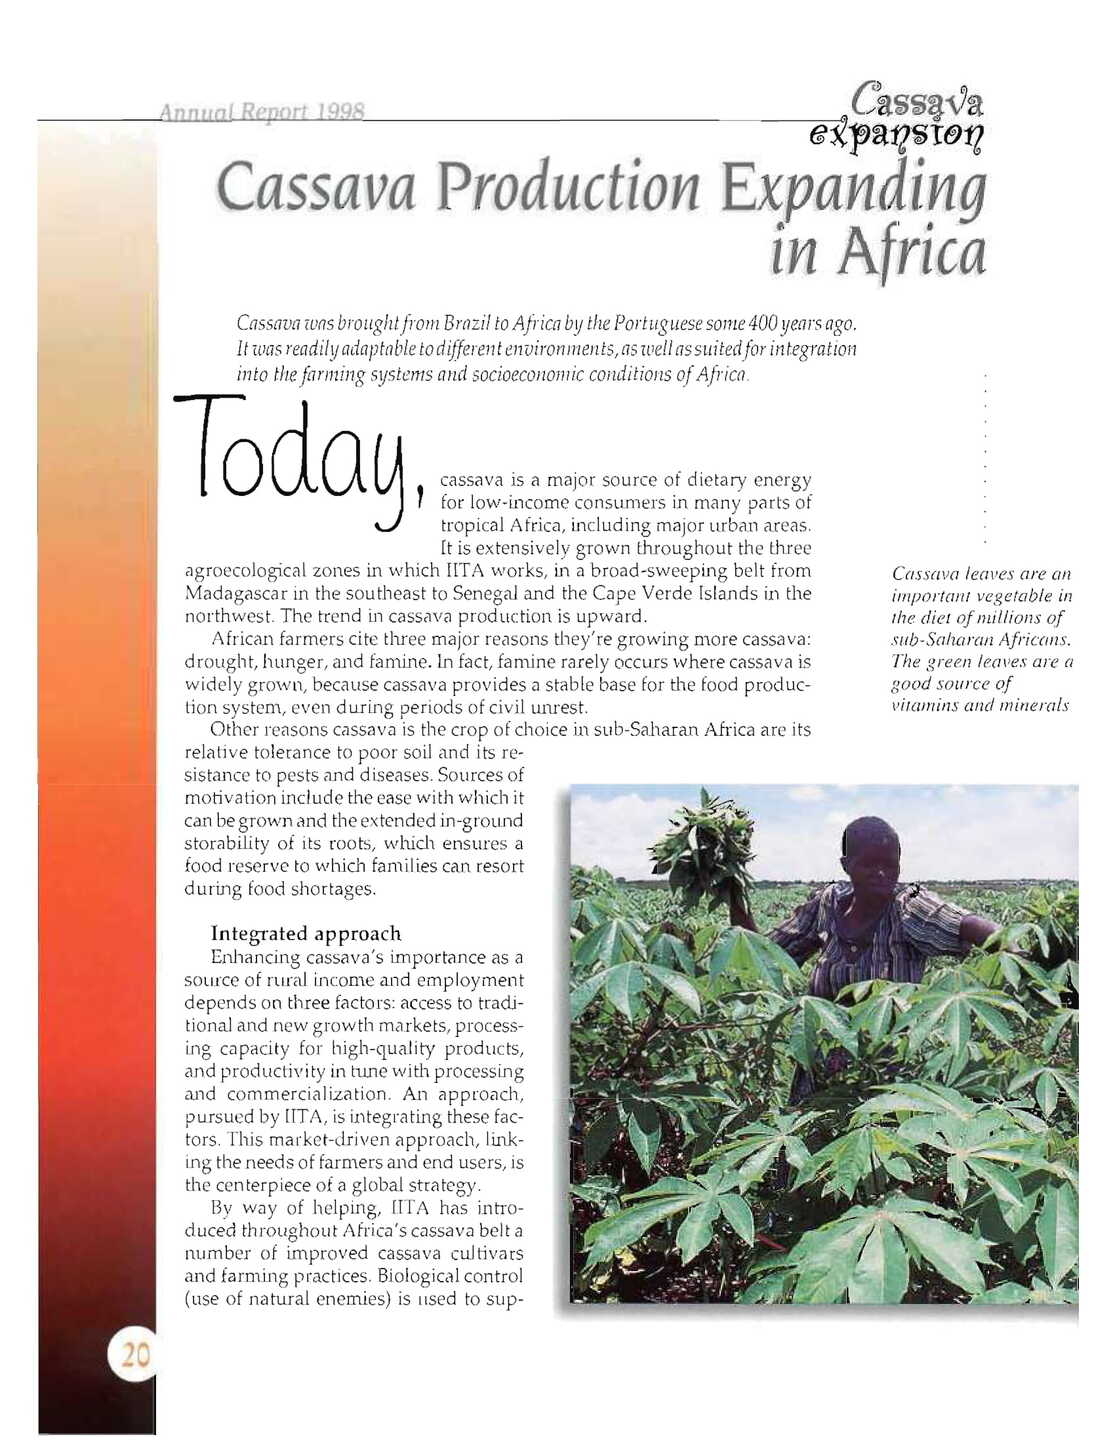 Annual Report 1998
Cassava
expansion
Cassava Production Expanding
in Africa
Cassava was brought from Brazil to Africa by the Portuguese some 400 years ago.
It was readily adaptable to different environments, as well as suited for integration
into the farming systems and socioeconomic conditions of Africa.
Today,
cassava is a major source of dietary energy
for low-income consumers in many parts of
tropical Africa, including major urban areas.
It is extensively grown throughout the three
agroecological zones in which IITA works, in a broad-sweeping belt from
Madagascar in the southeast to Senegal and the Cape Verde Islands in the
northwest. The trend in cassava production is upward.
African farmers cite three major reasons they're growing more cassava:
drought, hunger, and famine. In fact, famine rarely occurs where cassava is
widely grown, because cassava provides a stable base for the food produc-
tion system, even during periods of civil unrest.
Other reasons cassava is the crop of choice in sub-Saharan Africa are its
relative tolerance to poor soil and its re-
sistance to pests and diseases. Sources of
motivation include the ease with which it
can be grown and the extended in-ground
storability of its roots, which ensures a
food reserve to which families can resort
during food shortages.
Integrated approach
Enhancing cassava's importance as a
source of rural income and employment
depends on three factors: access to tradi-
tional and new growth markets, process-
ing capacity for high-quality products,
and productivity in tune with processing
and commercialization. An approach,
pursued by IITA, is integrating these fac-
tors. This market-driven approach, link-
ing the needs of farmers and end users, is
the centerpiece of a global strategy.
By way of helping, IITA has intro-
duced throughout Africa's cassava belt a
number of improved cassava cultivars
and farming practices. Biological control
(use of natural enemies) is used to sup-
Cassava leaves are an
important vegetable in
the diet of millions of
sub-Saharan Africans.
The green leaves are a
good source of
vitamins and minerals
20